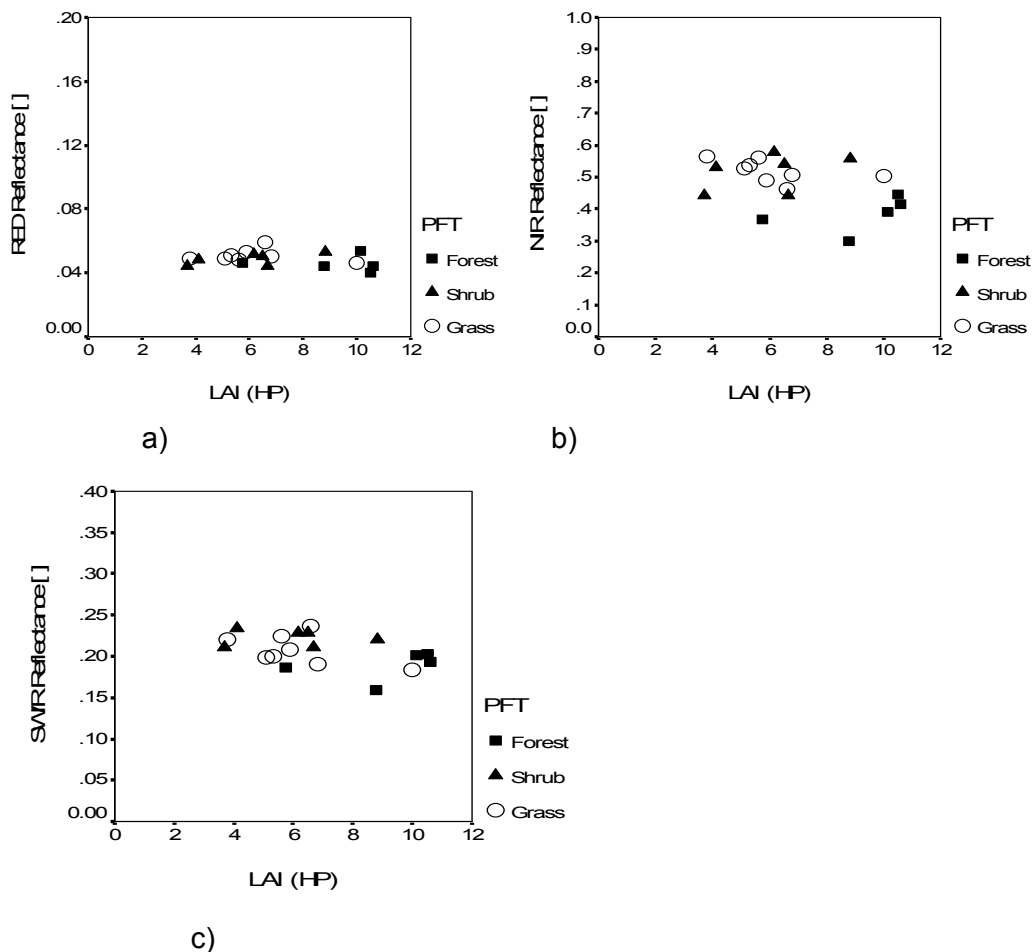 .20
.16
.12
.08
.04
0.00
RED Reflectance [ ]
0 2 4 6 8 10 12
LAI (HP)
PFT
Forest
Shrub
Grass
a)
1.0
.9
.8
.7
.6
.5
.4
.3
.2
.1
0.0
NIR Reflectance [ ]
0 2 4 6 8 10 12
LAI (HP)
PFT
Forest
Shrub
Grass
b)
.40
.35
.30
.25
.20
.15
.10
.05
0.00
SWIR Reflectance [ ]
0 2 4 6 8 10 12
LAI (HP)
PFT
Forest
Shrub
Grass
c)